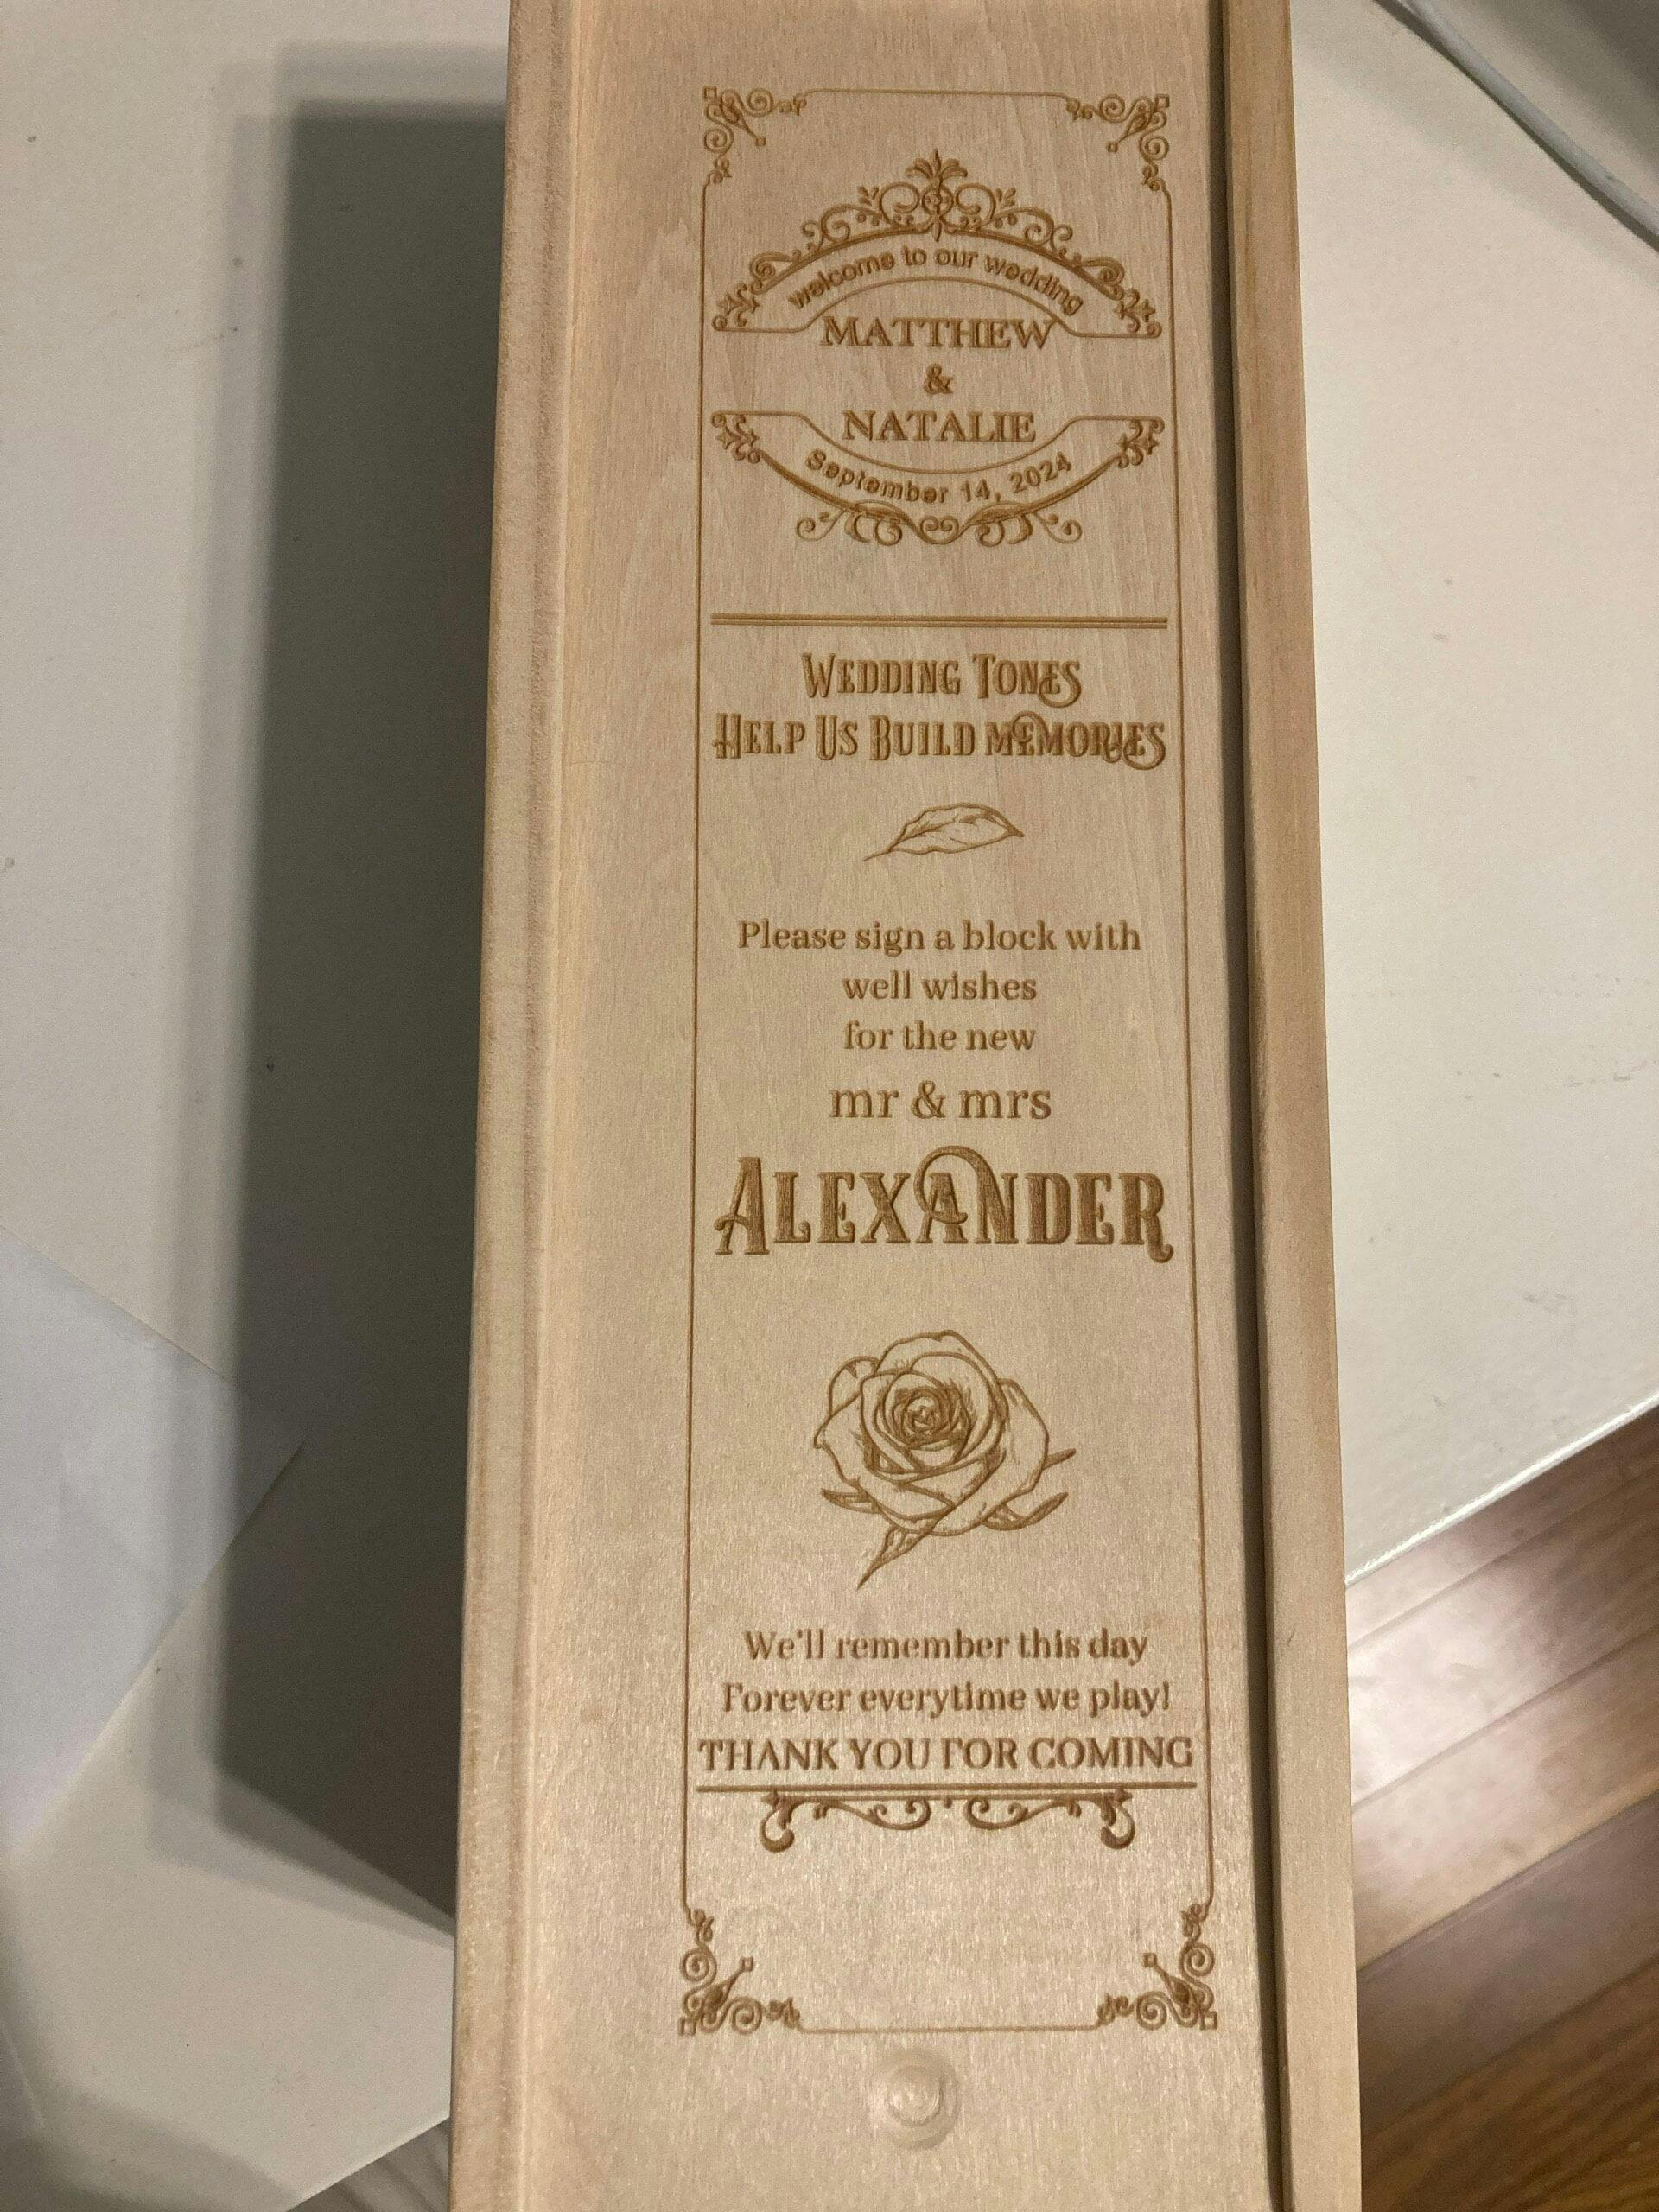 welcome to our wedding
MATTHEW
&
NATALIE
September 14, 2024
WEDDING TONES
HELP US BUILD MEMORIES
Please sign a block with
well wishes
for the new
mr & mrs
ALEXANDER
We'll remember this day
Forever everytime we play!
THANK YOU FOR COMING